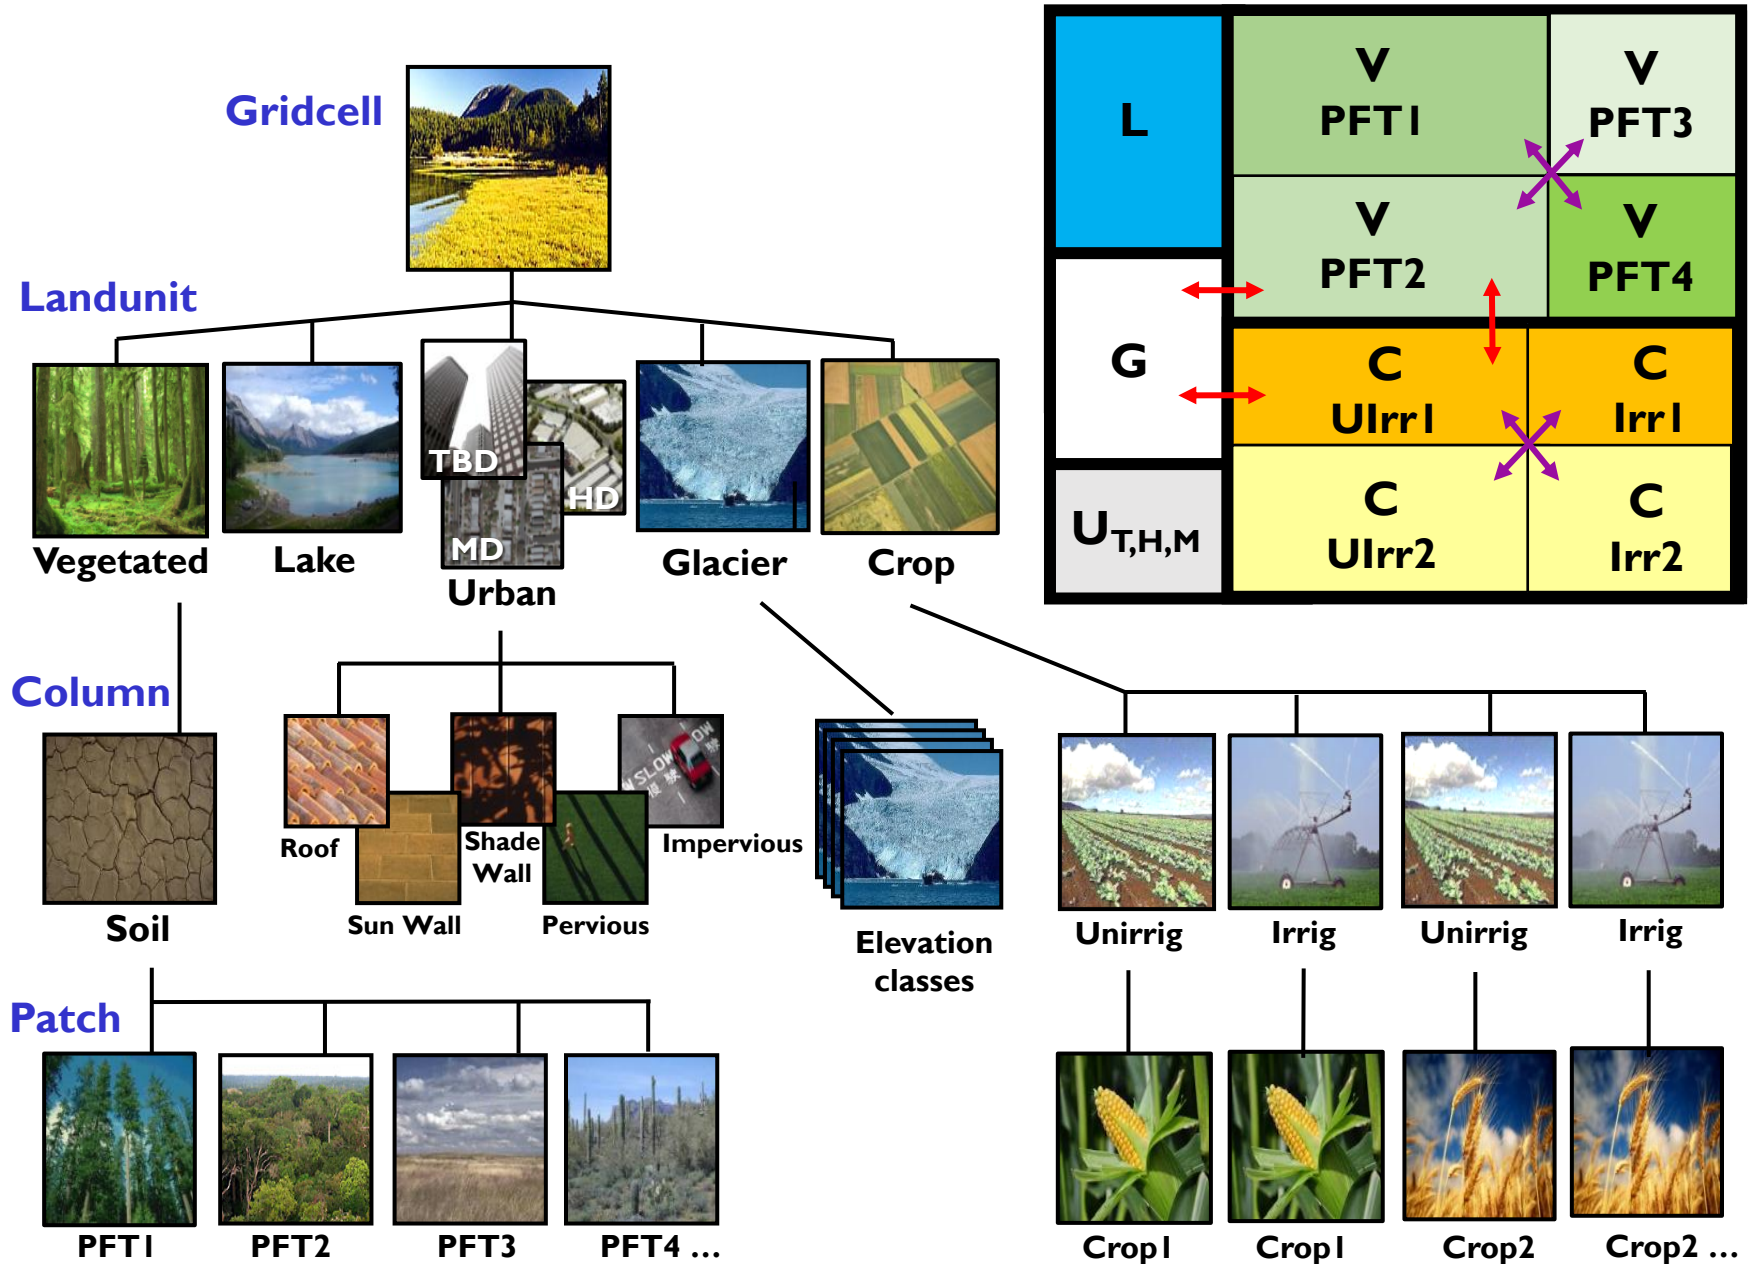 Gridcell
L
V
PFT1
V
PFT3
V
PFT2
V
PFT4
G
C
UIrr1
C
Irr1
U T,H,M
C
UIrr2
C
Irr2
Landunit
TBD
HD
MD
Vegetated
Lake
Urban
Glacier
Crop
Column
SLOW
OW
Soil
Roof
Sun Wall
Shade
Wall
Pervious
Impervious
Elevation
classes
Unirrig
Irrig
Unirrig
Irrig
Patch
PFT1
PFT2
PFT3
PFT4 ...
Crop1
Crop1
Crop2
Crop2 ...